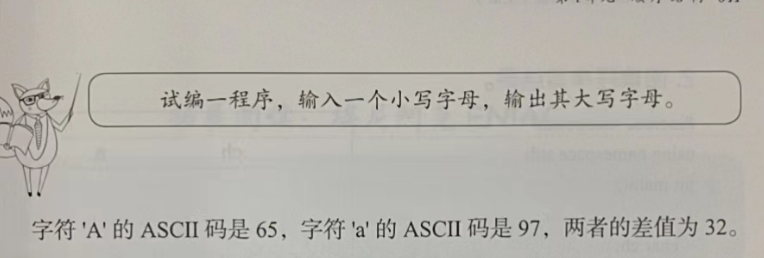 试编一程序，输入一个小写字母，输出其大写字母。
字符 'A' 的 ASCII 码是 65，字符 'a' 的 ASCII 码是 97，两者的差值为 32。